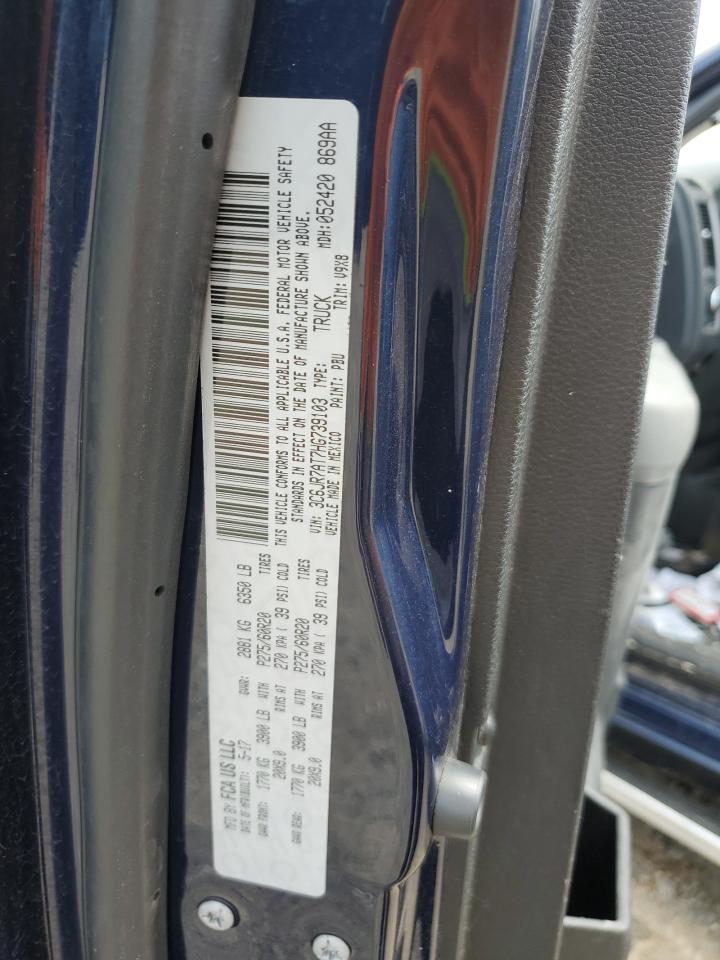 MFD BY FCA US LLC
DATE OF MFR(BUILT): 5-17 GVWR: 2881 KG 6350 LB
GAWR FRONT: 1770 KG 3900 LB WITH P275/60R20 TIRES
20X9.0 RIMS AT 270 KPA ( 39 PSI) COLD
GAWR REAR: 1770 KG 3900 LB WITH P275/60R20 TIRES
20X9.0 RIMS AT 270 KPA ( 39 PSI) COLD
THIS VEHICLE CONFORMS TO ALL APPLICABLE U.S.A. FEDERAL MOTOR VEHICLE SAFETY
STANDARDS IN EFFECT ON THE DATE OF MANUFACTURE SHOWN ABOVE.
VIN: 3C6JR7AT7HG739103 TYPE: TRUCK MDH:052420 869AA
VEHICLE MADE IN MEXICO PAINT: PBU TRIM: V9X8